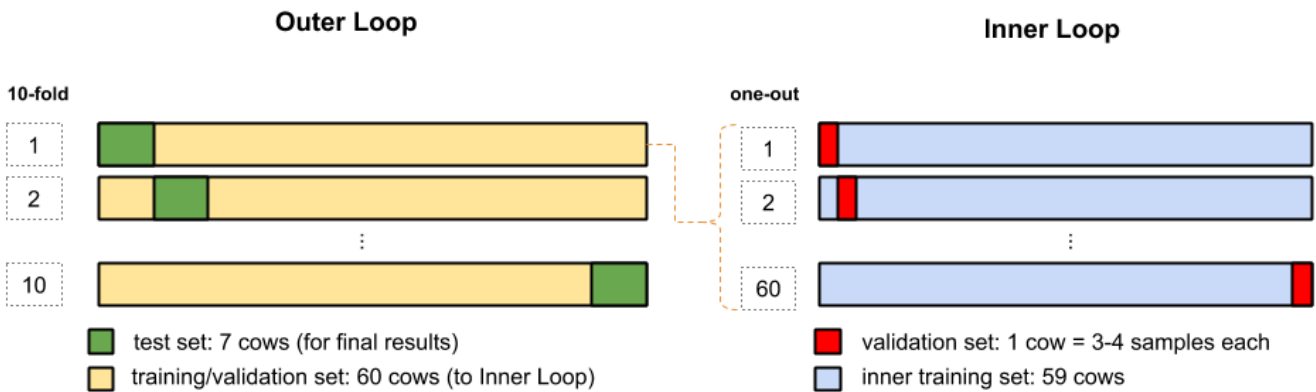 Outer Loop
Inner Loop
10-fold
one-out
1
2
⋮
10
1
2
⋮
60
test set: 7 cows (for final results)
training/validation set: 60 cows (to Inner Loop)
validation set: 1 cow = 3-4 samples each
inner training set: 59 cows